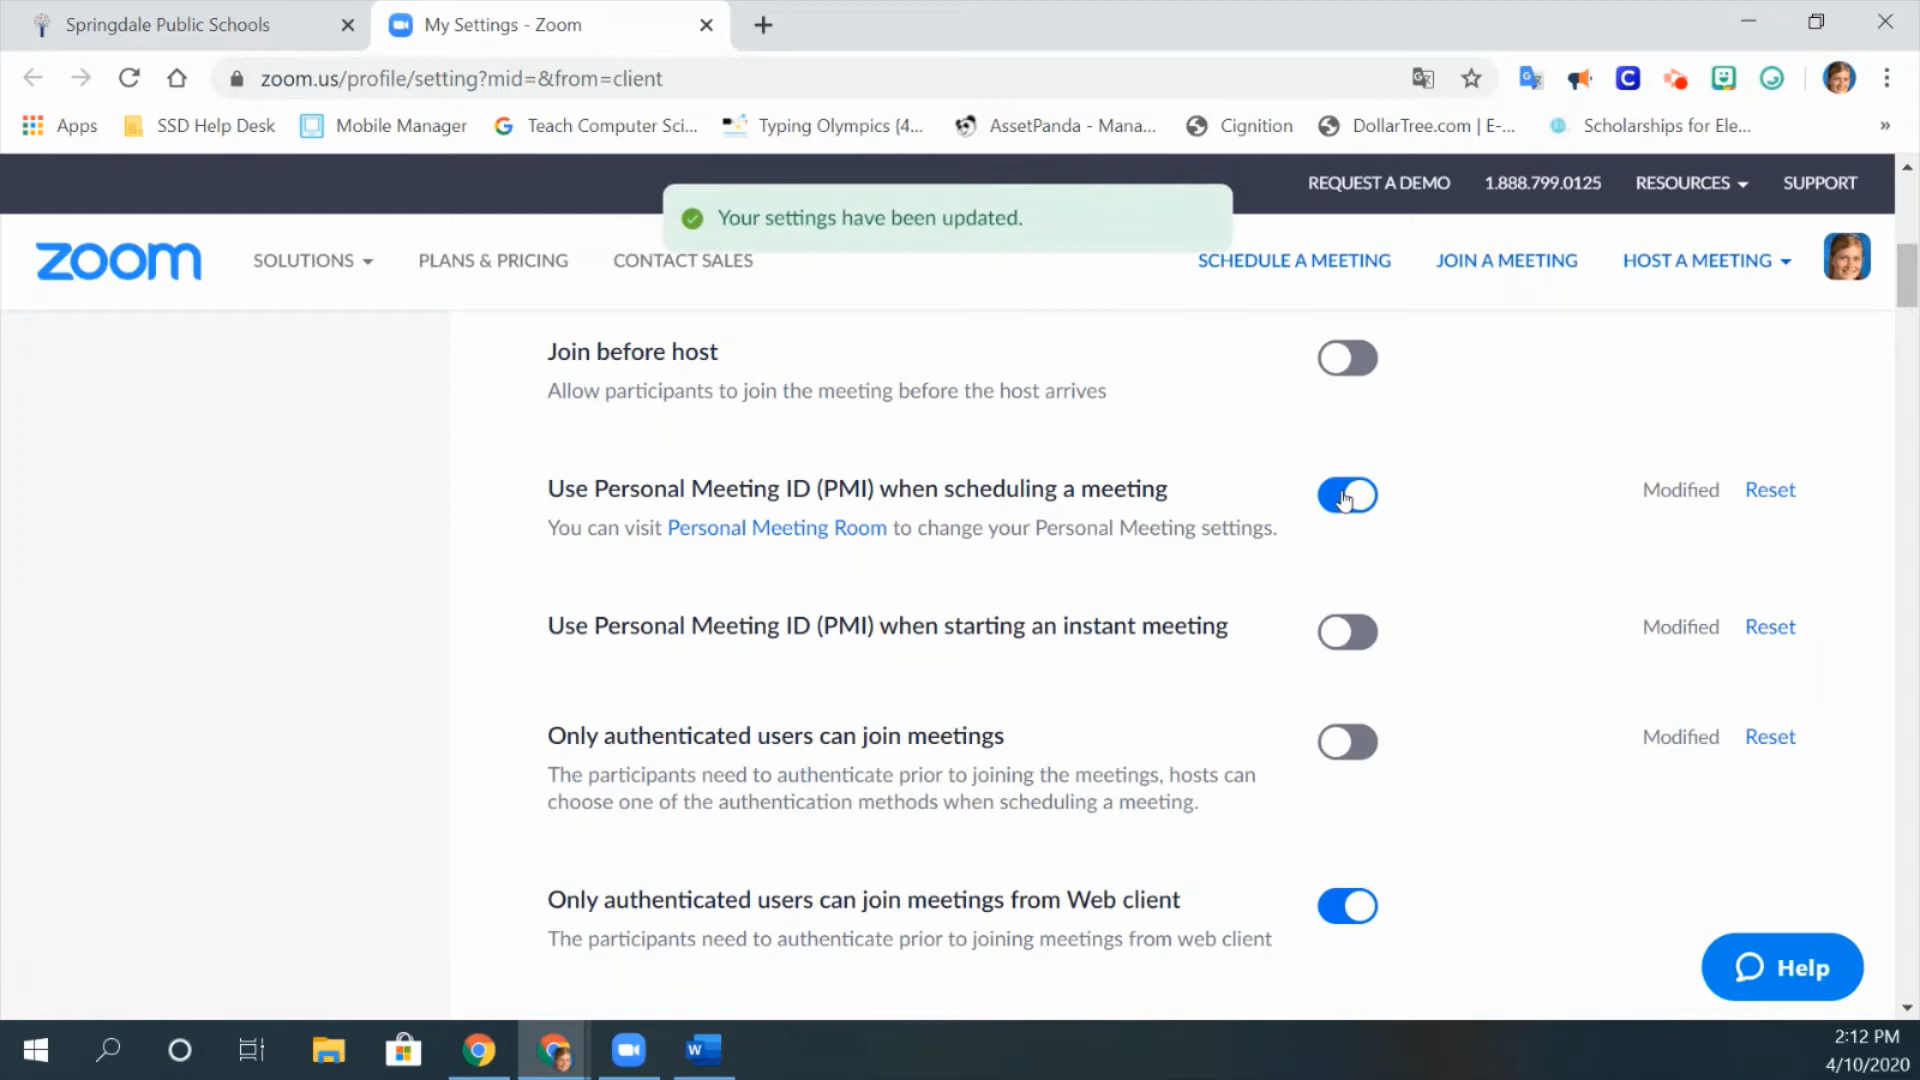 Springdale Public Schools
My Settings - Zoom
zoom.us/profile/setting?mid=&from=client
Apps
SSD Help Desk
Mobile Manager
Teach Computer Sci...
Typing Olympics {4...
AssetPanda - Mana...
Cignition
DollarTree.com | E-...
Scholarships for Ele...
»
REQUEST A DEMO
1.888.799.0125
RESOURCES
SUPPORT
Your settings have been updated.
zoom
SOLUTIONS
PLANS & PRICING
CONTACT SALES
SCHEDULE A MEETING
JOIN A MEETING
HOST A MEETING
Join before host
Allow participants to join the meeting before the host arrives
Use Personal Meeting ID (PMI) when scheduling a meeting
Modified
Reset
You can visit Personal Meeting Room to change your Personal Meeting settings.
Use Personal Meeting ID (PMI) when starting an instant meeting
Modified
Reset
Only authenticated users can join meetings
Modified
Reset
The participants need to authenticate prior to joining the meetings, hosts can
choose one of the authentication methods when scheduling a meeting.
Only authenticated users can join meetings from Web client
The participants need to authenticate prior to joining meetings from web client
Help
2:12 PM
4/10/2020